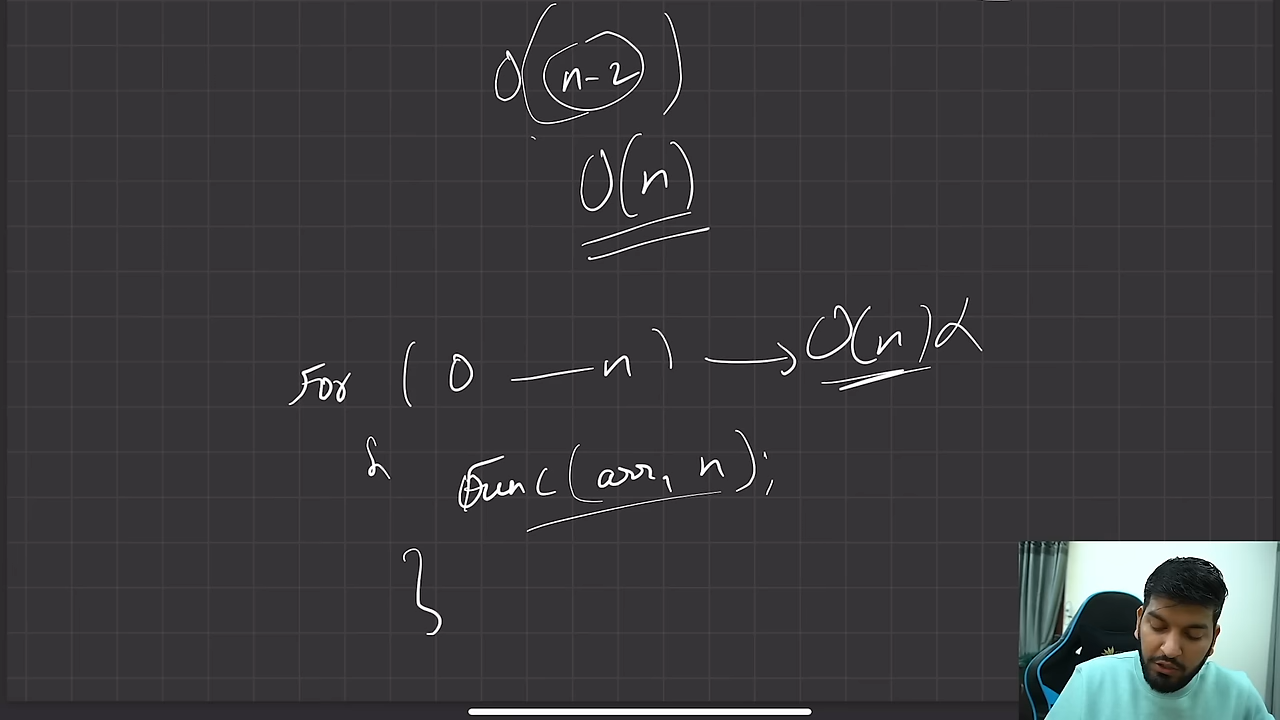 O(n-2)
O(n)
For (0 — n) → O(n)
{ Func(arr, n);
}